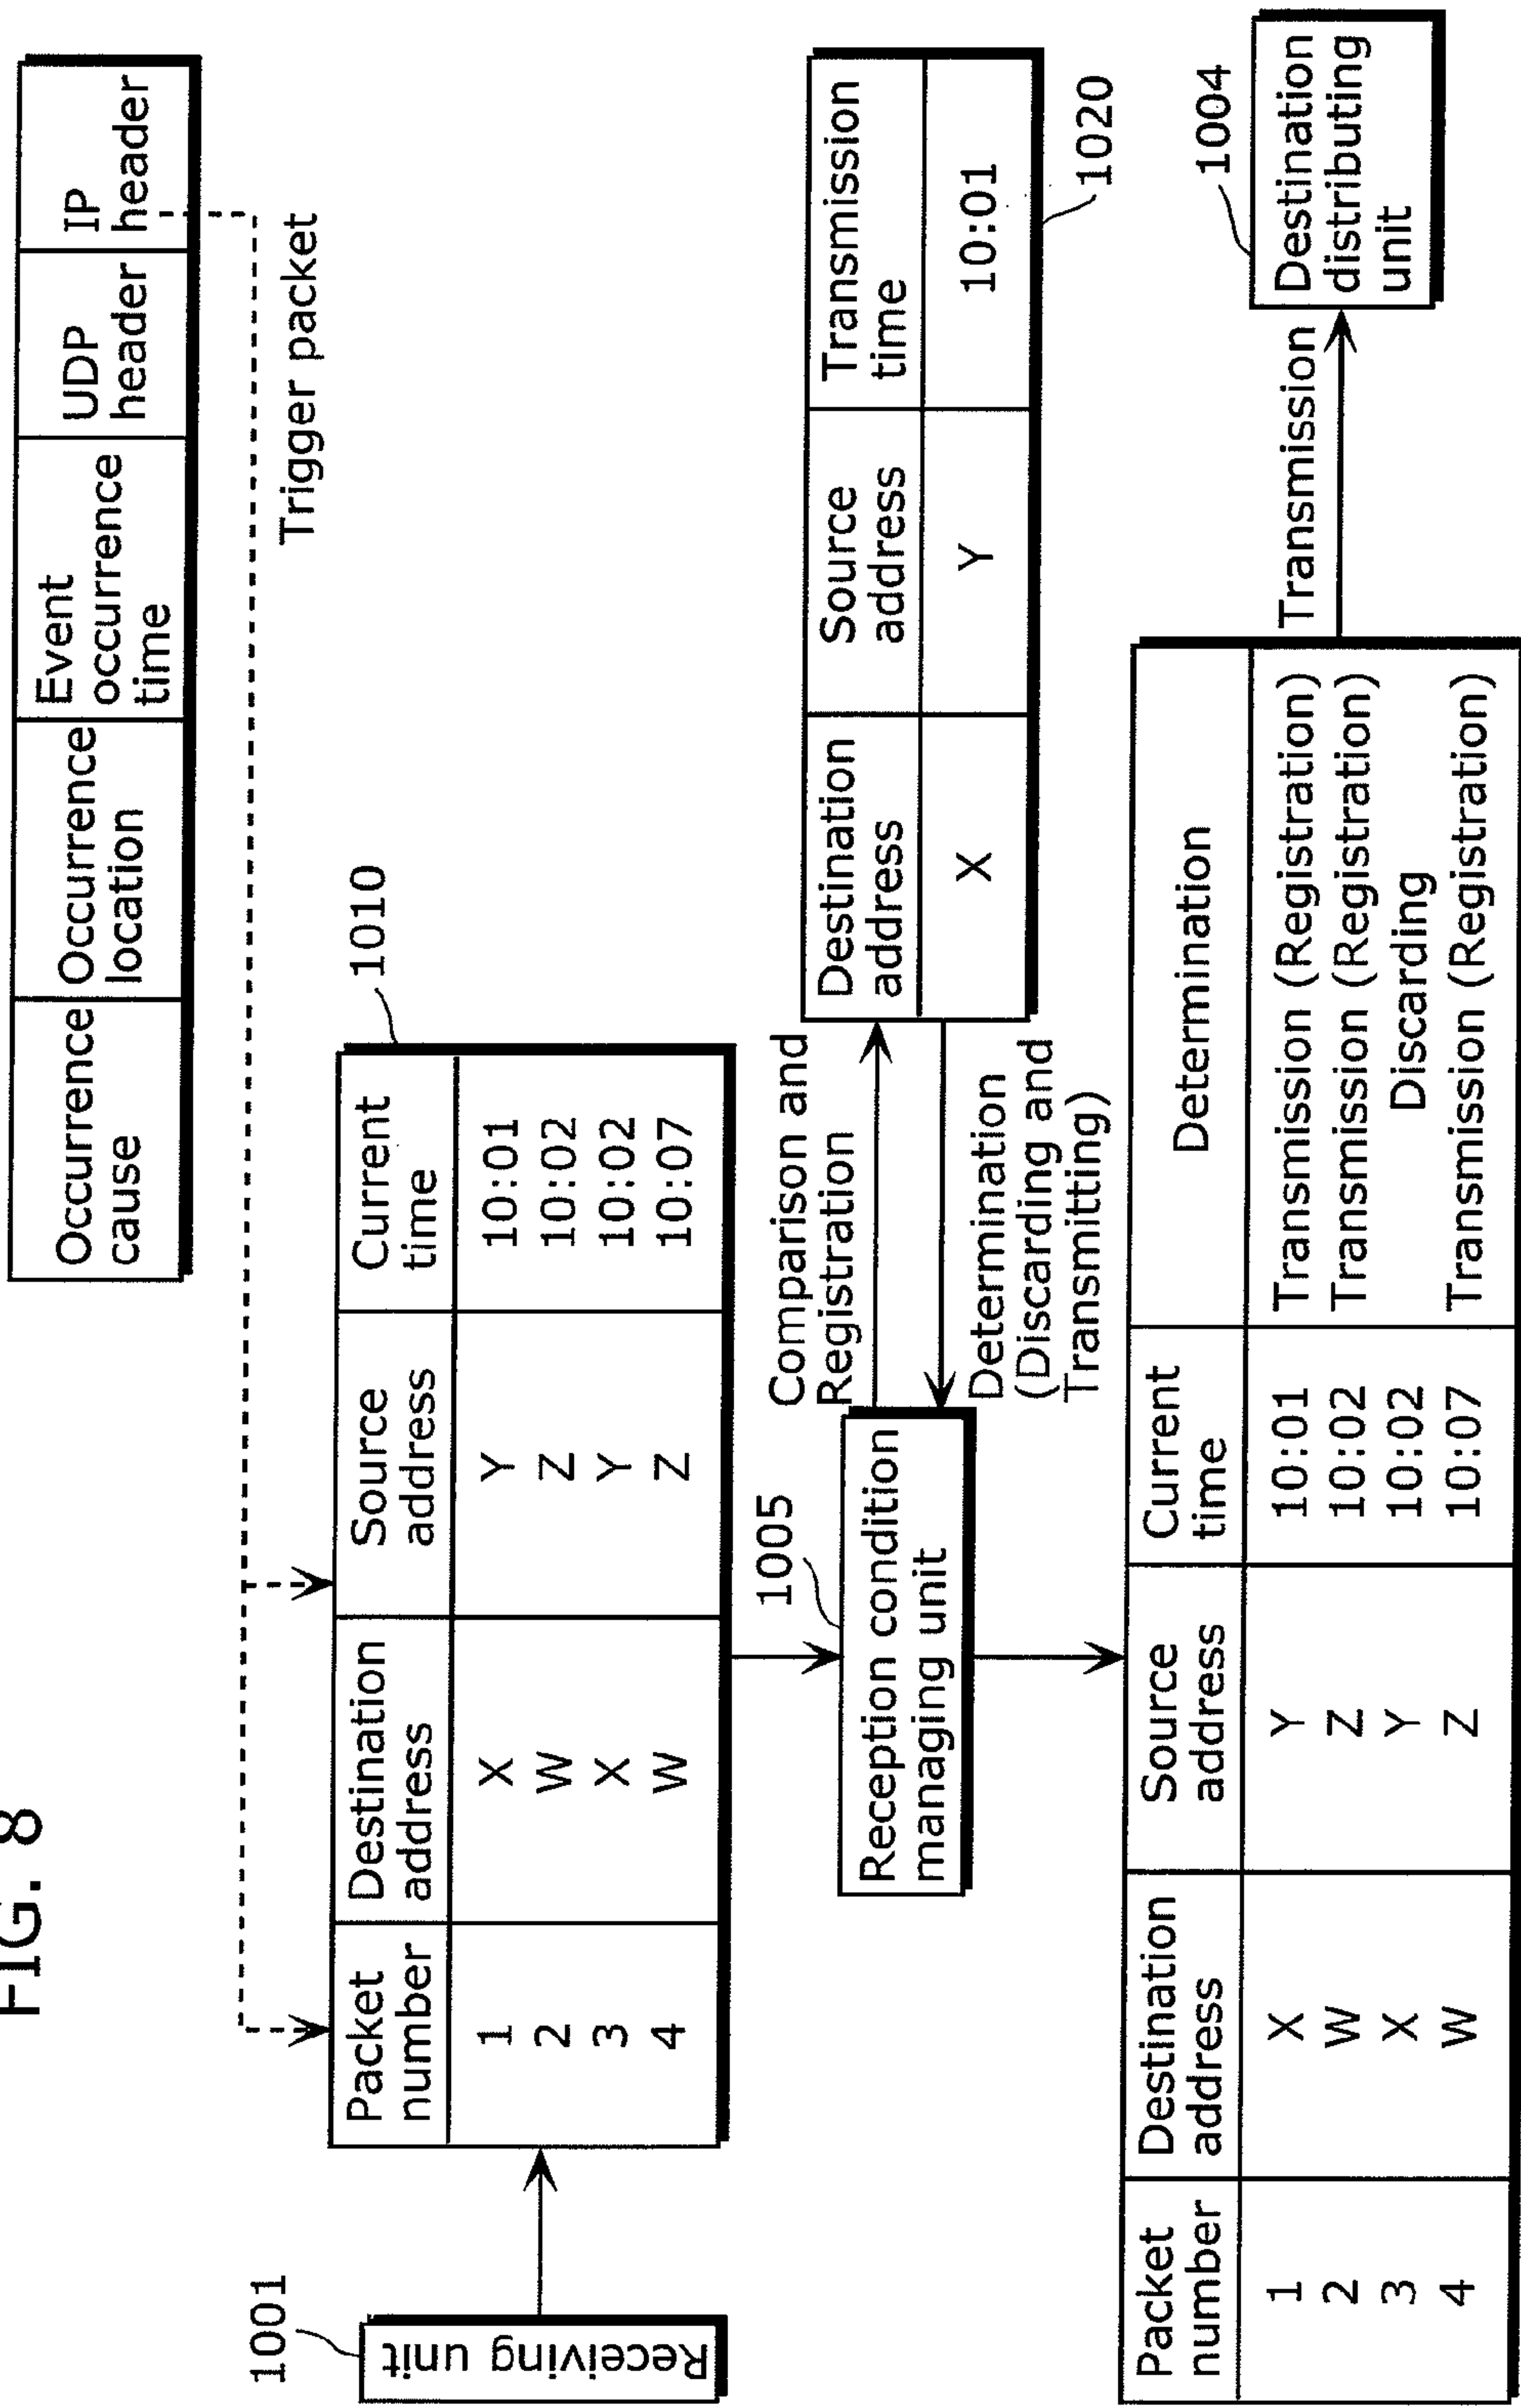 FIG. 8
Occurrence
cause
Occurrence
location
Event
occurrence
time
UDP
header
IP
header
Trigger packet
1001
Receiving unit
1010
Packet
number
Destination
address
Source
address
Current
time
1 X Y 10:01
2 W Z 10:02
3 X Y 10:02
4 W Z 10:07
1005
Reception condition
managing unit
Comparison and
Registration
Determination
(Discarding and
Transmitting)
Destination
address
Source
address
Transmission
time
X Y 10:01
1020
Packet
number
Destination
address
Source
address
Current
time
Determination
1 X Y 10:01 Transmission (Registration)
2 W Z 10:02 Transmission (Registration)
3 X Y 10:02 Discarding
4 W Z 10:07 Transmission (Registration)
Transmission
1004
Destination
distributing
unit